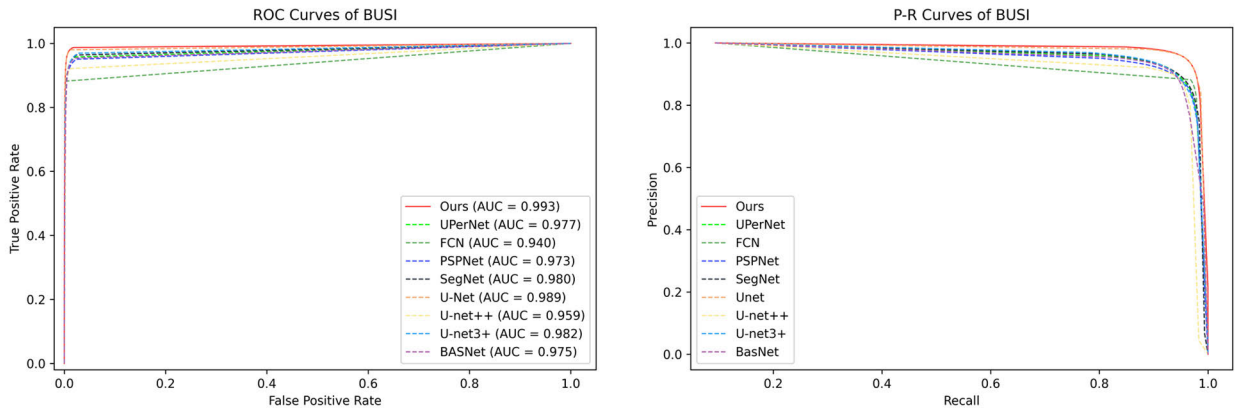 ROC Curves of BUSI
True Positive Rate
1.0
0.8
0.6
0.4
0.2
0.0
Ours (AUC = 0.993)
UPerNet (AUC = 0.977)
FCN (AUC = 0.940)
PSPNet (AUC = 0.973)
SegNet (AUC = 0.980)
U-Net (AUC = 0.989)
U-net++ (AUC = 0.959)
U-net3+ (AUC = 0.982)
BASNet (AUC = 0.975)
0.0 0.2 0.4 0.6 0.8 1.0
False Positive Rate
P-R Curves of BUSI
Precision
1.0
0.8
0.6
0.4
0.2
0.0
Ours
UPerNet
FCN
PSPNet
SegNet
Unet
U-net++
U-net3+
BasNet
0.2 0.4 0.6 0.8 1.0
Recall